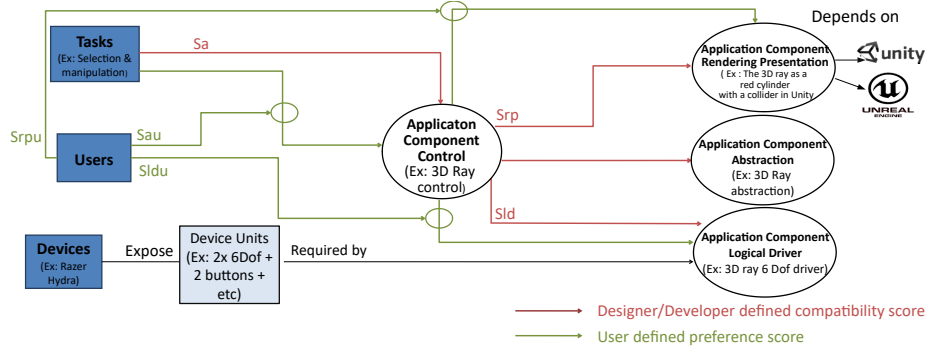 Depends on
Tasks
(Ex: Selection &
manipulation)
Sa
Application Component
Rendering Presentation
( Ex : The 3D ray as a
red cylinder
with a collider in Unity
unity
UNREAL
ENGINE
Srp
Srpu
Sau
Users
Sldu
Applicaton
Component
Control
(Ex: 3D Ray
control)
Application Component
Abstraction
(Ex: 3D Ray
abstraction)
Sld
Devices
(Ex: Razer
Hydra)
Expose
Device Units
(Ex: 2x 6Dof +
2 buttons +
etc)
Required by
Application Component
Logical Driver
(Ex: 3D ray 6 Dof driver)
Designer/Developer defined compatibility score
User defined preference score